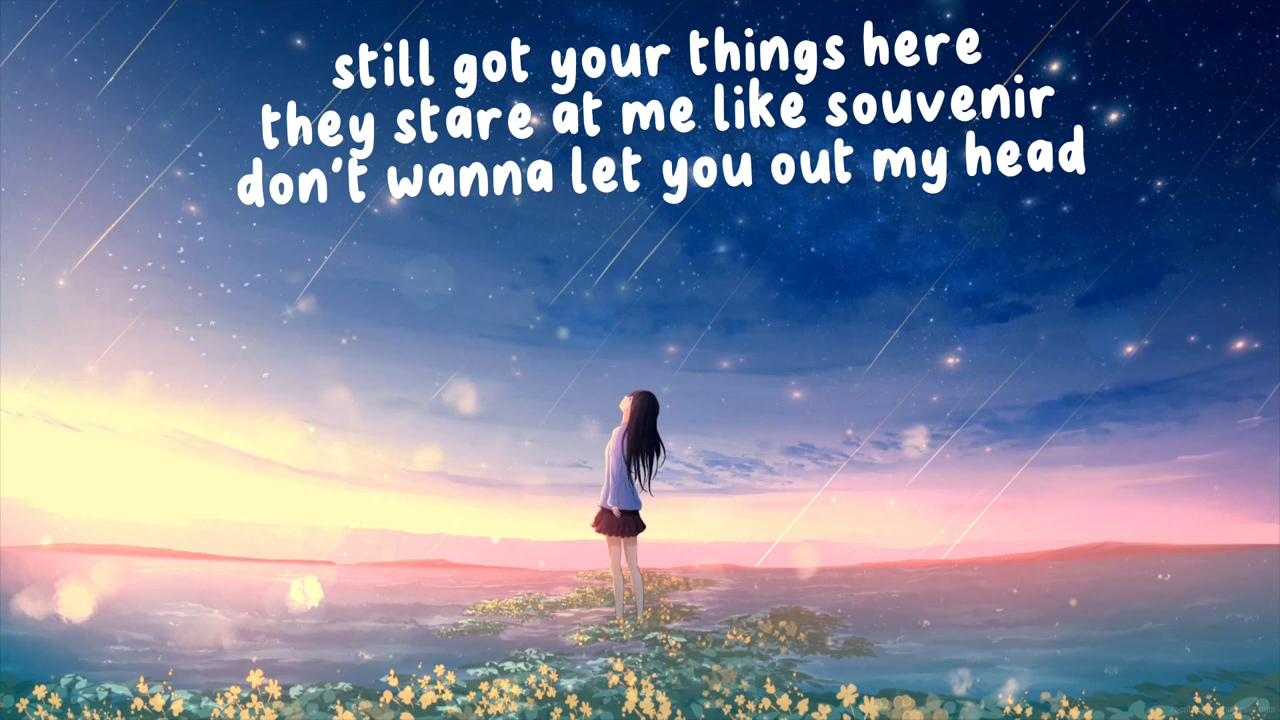 still got your things here
they stare at me like souvenir
don't wanna let you out my head